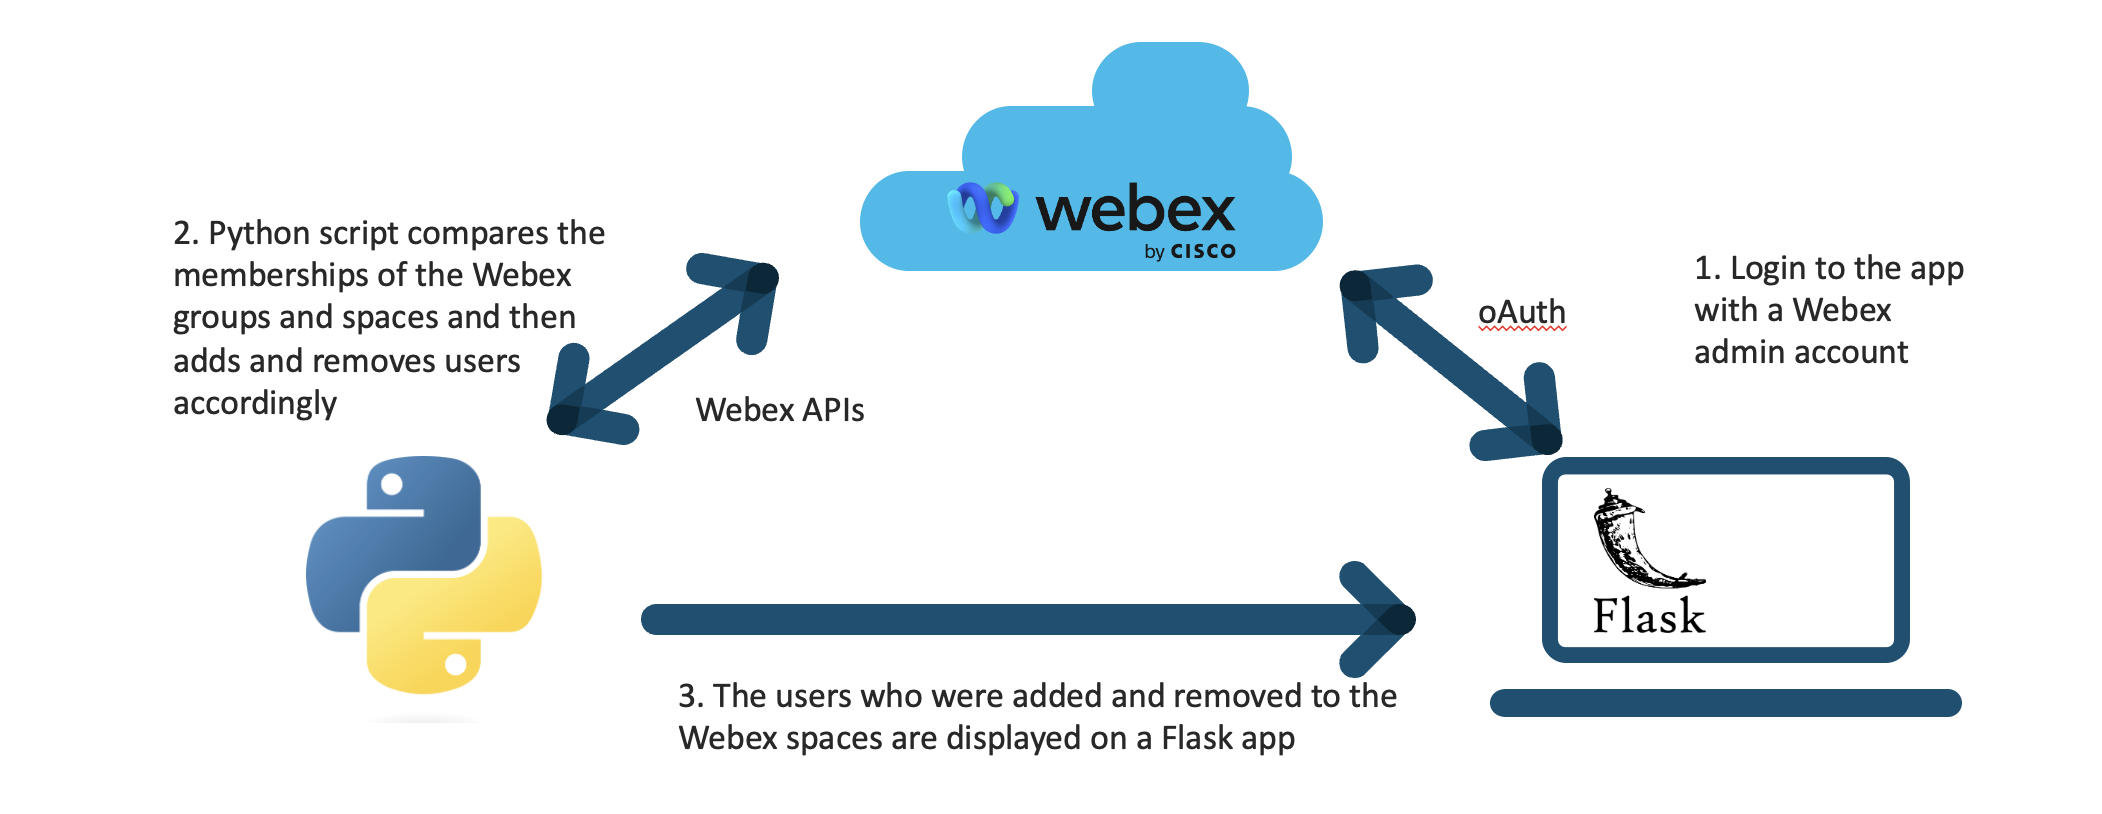 webex
by CISCO
2. Python script compares the
memberships of the Webex
groups and spaces and then
adds and removes users
accordingly
Webex APIs
oAuth
1. Login to the app
with a Webex
admin account
Flask
3. The users who were added and removed to the
Webex spaces are displayed on a Flask app